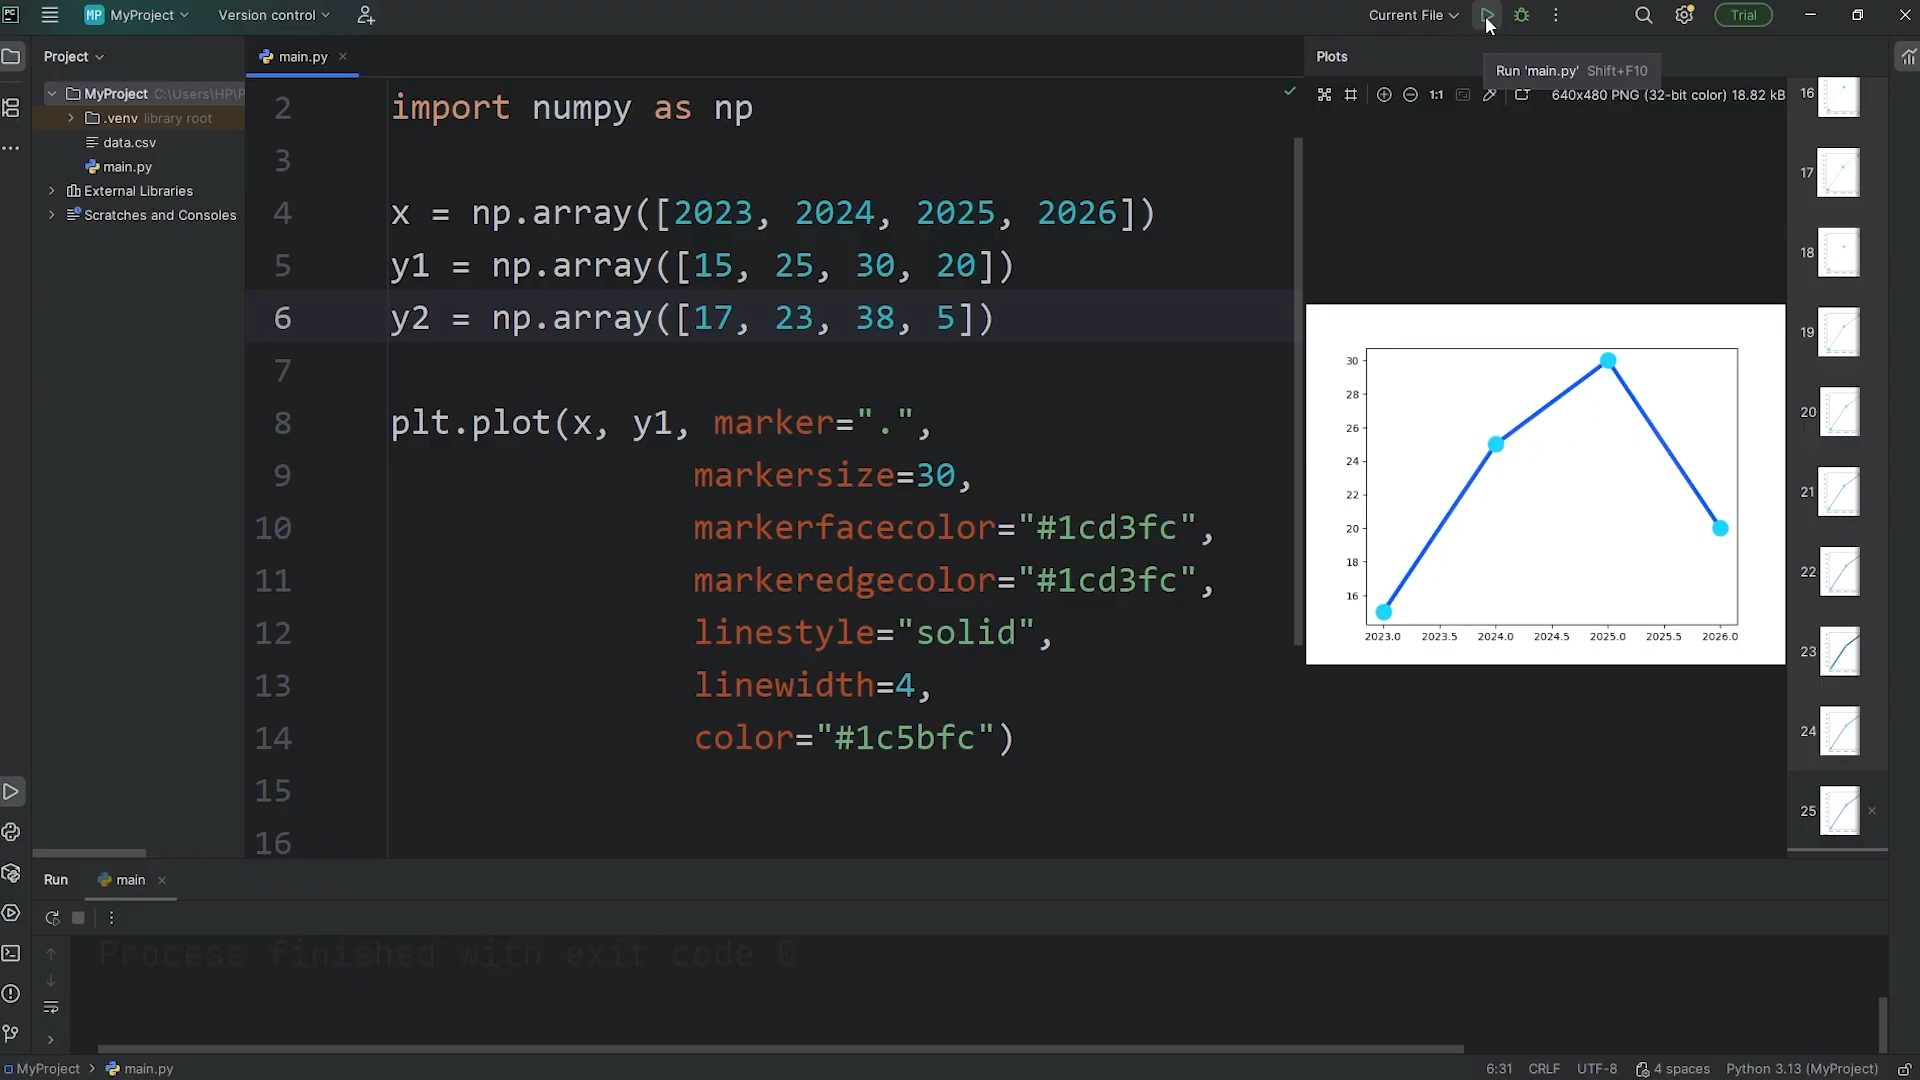 PC MP MyProject Version control Current File Trial
Project main.py Plots
Run 'main.py' Shift+F10
MyProject C:\Users\HP\P
1:1 640x480 PNG (32-bit color) 18.82 kB
.venv library root
data.csv
main.py
External Libraries
Scratches and Consoles
2 import numpy as np
3
4 x = np.array([2023, 2024, 2025, 2026])
5 y1 = np.array([15, 25, 30, 20])
6 y2 = np.array([17, 23, 38, 5])
7
8 plt.plot(x, y1, marker=".",
9 markersize=30,
10 markerfacecolor="#1cd3fc",
11 markeredgecolor="#1cd3fc",
12 linestyle="solid",
13 linewidth=4,
14 color="#1c5bfc")
15
16
30
28
26
24
22
20
18
16
2023.0 2023.5 2024.0 2024.5 2025.0 2025.5 2026.0
16
17
18
19
20
21
22
23
24
25
Run main
Process finished with exit code 0
MyProject > main.py 6:31 CRLF UTF-8 4 spaces Python 3.13 (MyProject)